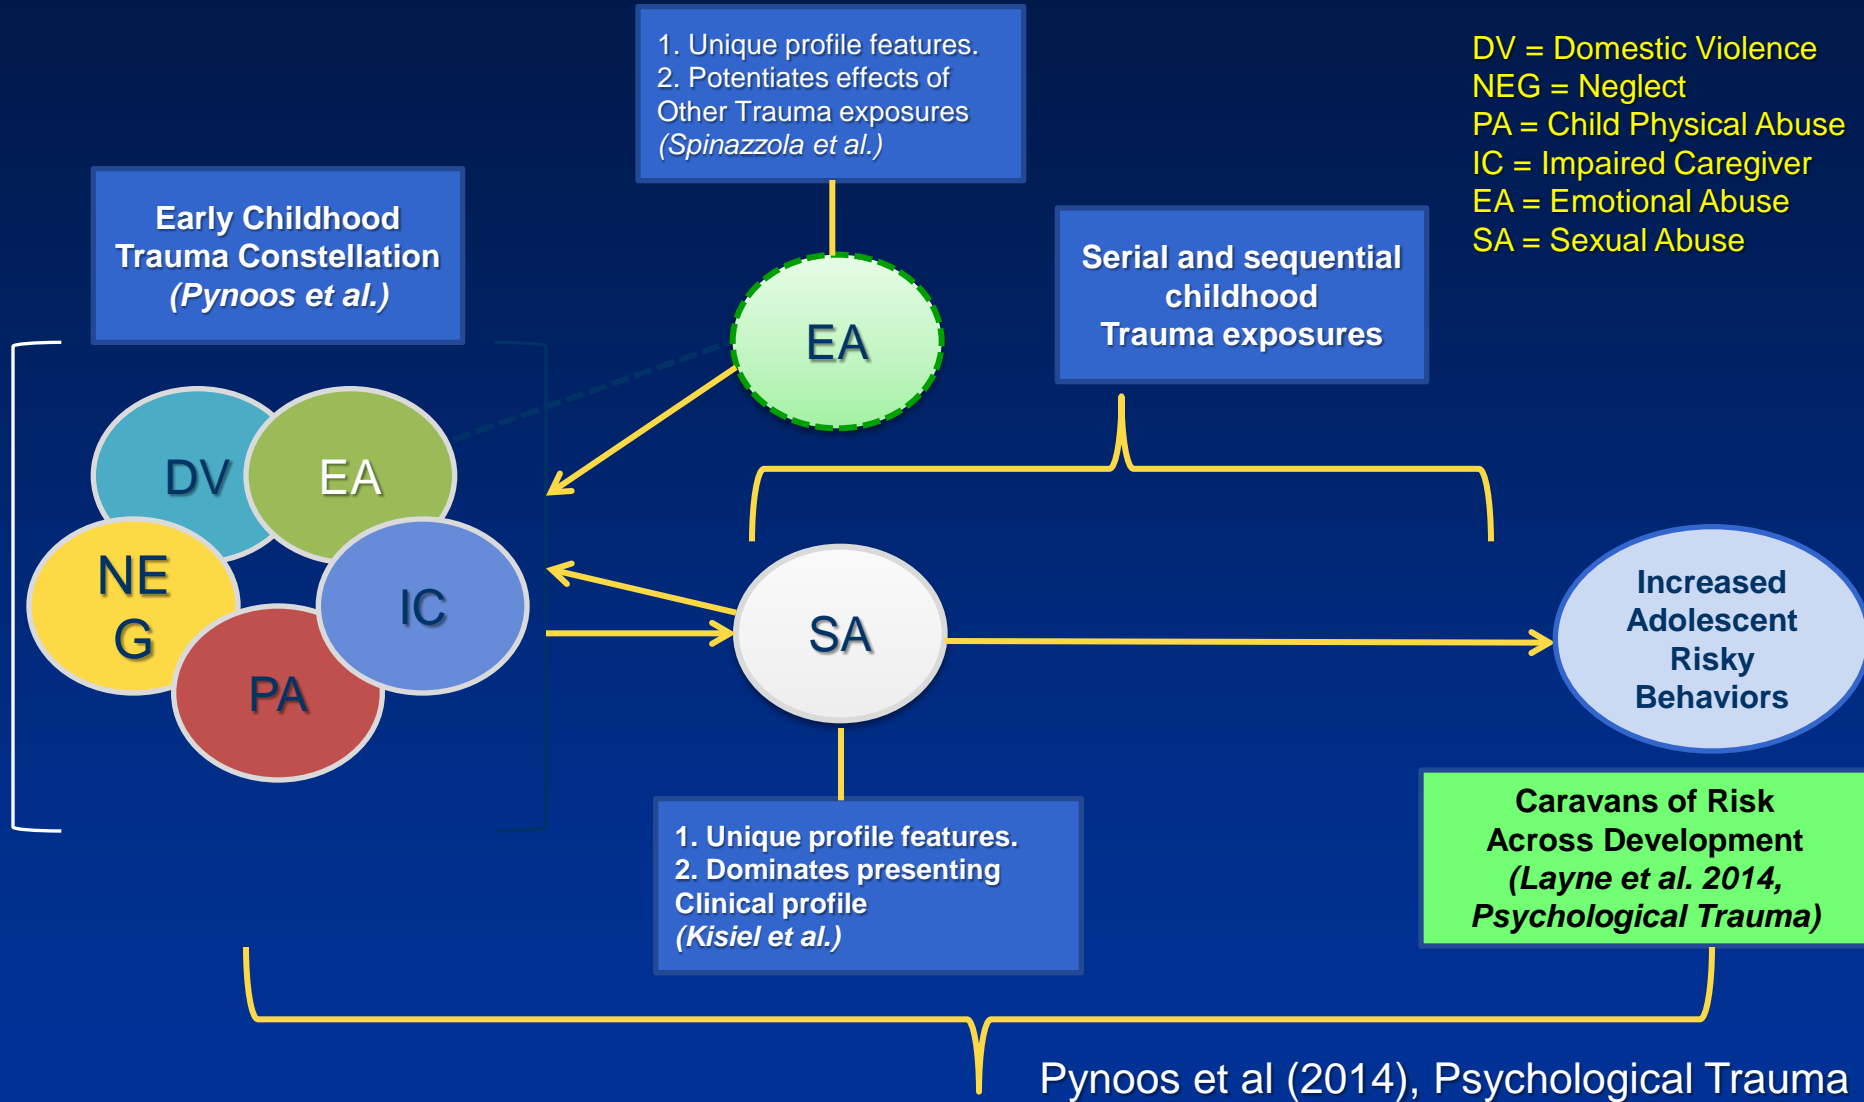 1. Unique profile features.
2. Potentiates effects of
Other Trauma exposures
(Spinazzola et al.)
DV = Domestic Violence
NEG = Neglect
PA = Child Physical Abuse
IC = Impaired Caregiver
EA = Emotional Abuse
SA = Sexual Abuse
Early Childhood
Trauma Constellation
(Pynoos et al.)
Serial and sequential
childhood
Trauma exposures
EA
DV
EA
NE
G
IC
PA
SA
Increased
Adolescent
Risky
Behaviors
1. Unique profile features.
2. Dominates presenting
Clinical profile
(Kisiel et al.)
Caravans of Risk
Across Development
(Layne et al. 2014,
Psychological Trauma)
Pynoos et al (2014), Psychological Trauma